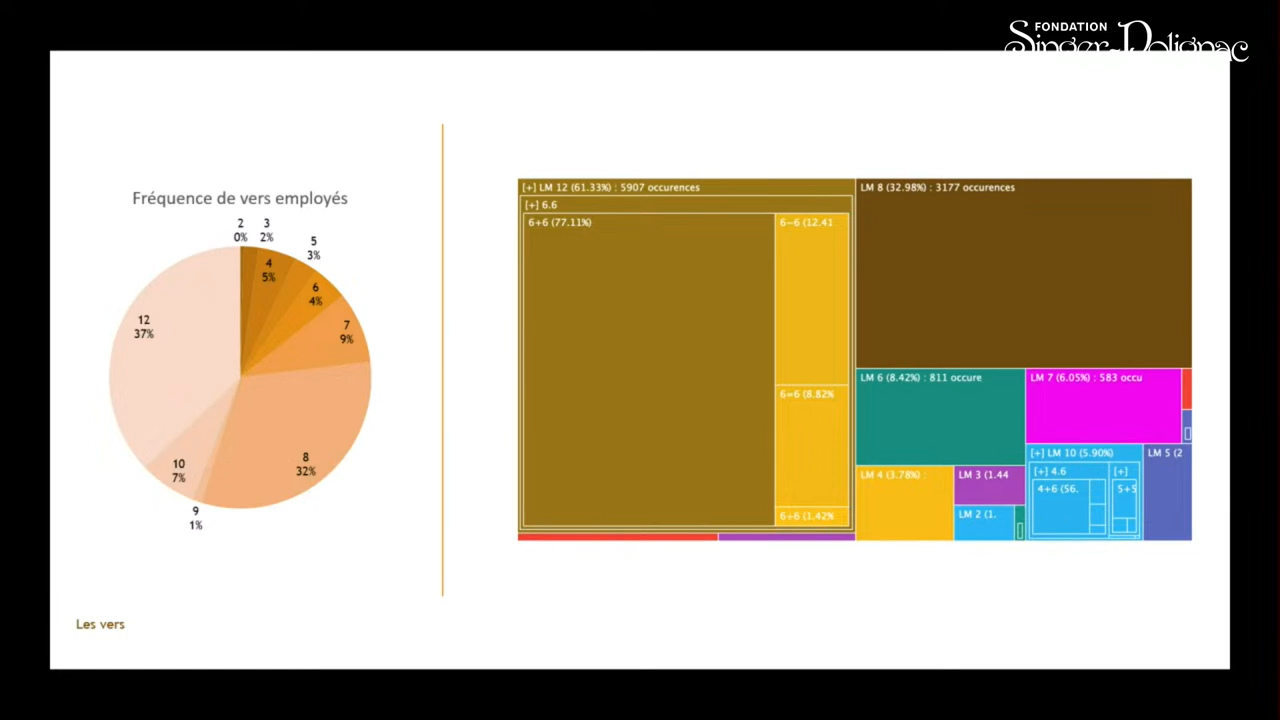 FONDATION
Singer-Polignac
Fréquence de vers employés
2
0%
3
2%
5
3%
4
5%
6
4%
7
9%
12
37%
8
32%
10
7%
9
1%
[+] LM 12 (61.33%) : 5907 occurences
[+] 6.6
6+6 (77.11%)
6−6 (12.41
6=6 (8.82%
6÷6 (1.42%
LM 8 (32.98%) : 3177 occurences
LM 6 (8.42%) : 811 occure
LM 7 (6.05%) : 583 occu
LM 4 (3.78%) :
LM 3 (1.44
LM 2 (1.
[+] LM 10 (5.90%)
[+] 4.6
4+6 (56.
[+]
5+5
LM 5 (2
Les vers